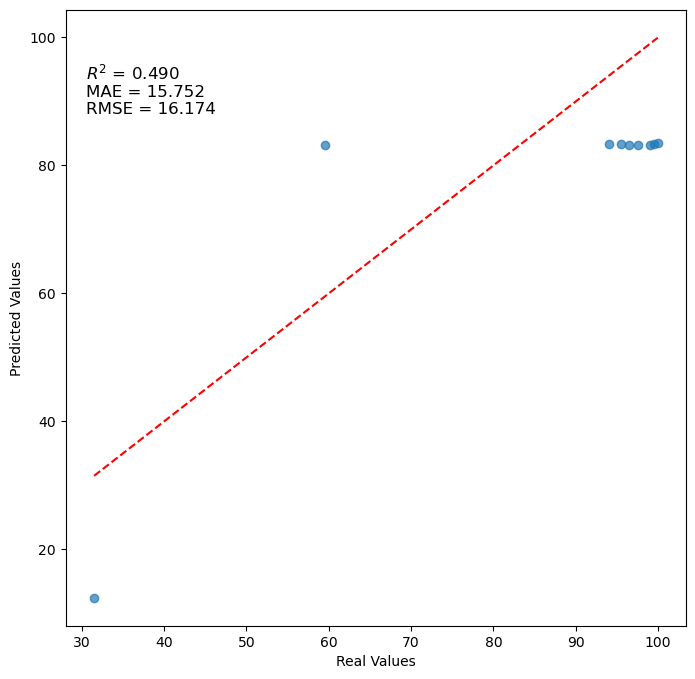 100
80
60
40
20
Predicted Values
R² = 0.490
MAE = 15.752
RMSE = 16.174
30 40 50 60 70 80 90 100
Real Values